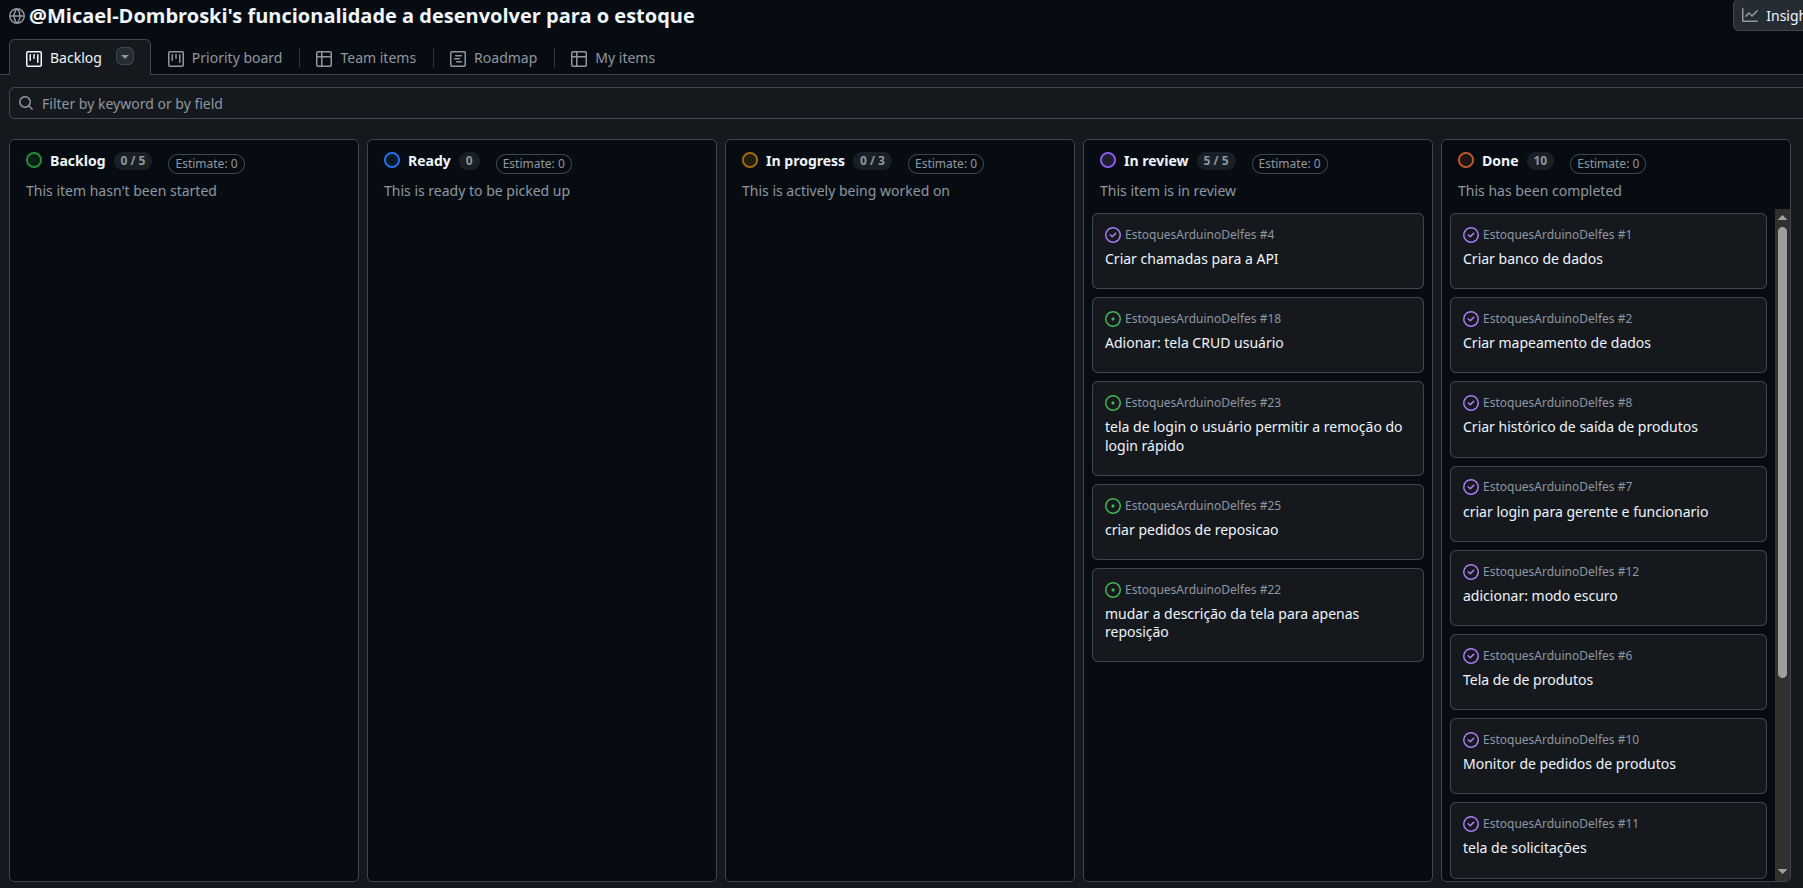 @Micael-Dombroski's funcionalidade a desenvolver para o estoque
Insigh
Backlog
Priority board
Team items
Roadmap
My items
Filter by keyword or by field
Backlog 0 / 5 Estimate: 0
This item hasn't been started
Ready 0 Estimate: 0
This is ready to be picked up
In progress 0 / 3 Estimate: 0
This is actively being worked on
In review 5 / 5 Estimate: 0
This item is in review
EstoquesArduinoDelfes #4
Criar chamadas para a API
EstoquesArduinoDelfes #18
Adionar: tela CRUD usuário
EstoquesArduinoDelfes #23
tela de login o usuário permitir a remoção do
login rápido
EstoquesArduinoDelfes #25
criar pedidos de reposicao
EstoquesArduinoDelfes #22
mudar a descrição da tela para apenas
reposição
Done 10 Estimate: 0
This has been completed
EstoquesArduinoDelfes #1
Criar banco de dados
EstoquesArduinoDelfes #2
Criar mapeamento de dados
EstoquesArduinoDelfes #8
Criar histórico de saída de produtos
EstoquesArduinoDelfes #7
criar login para gerente e funcionario
EstoquesArduinoDelfes #12
adicionar: modo escuro
EstoquesArduinoDelfes #6
Tela de de produtos
EstoquesArduinoDelfes #10
Monitor de pedidos de produtos
EstoquesArduinoDelfes #11
tela de solicitações